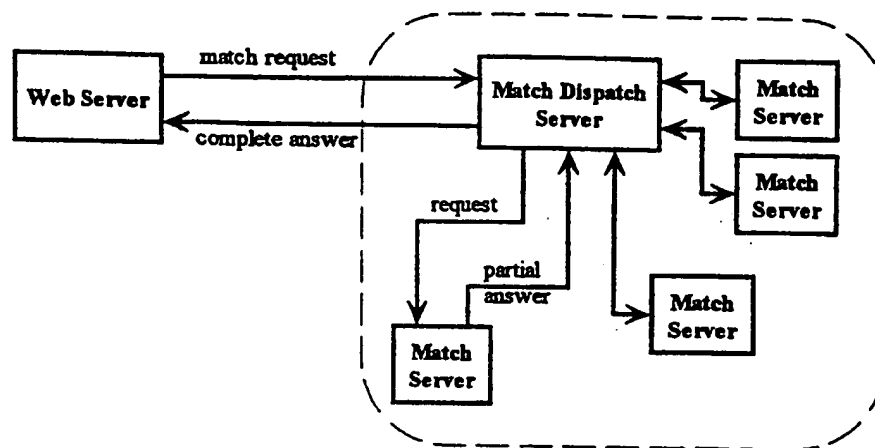 match request
Web Server
complete answer
Match Dispatch
Server
Match
Server
Match
Server
request
partial
answer
Match
Server
Match
Server